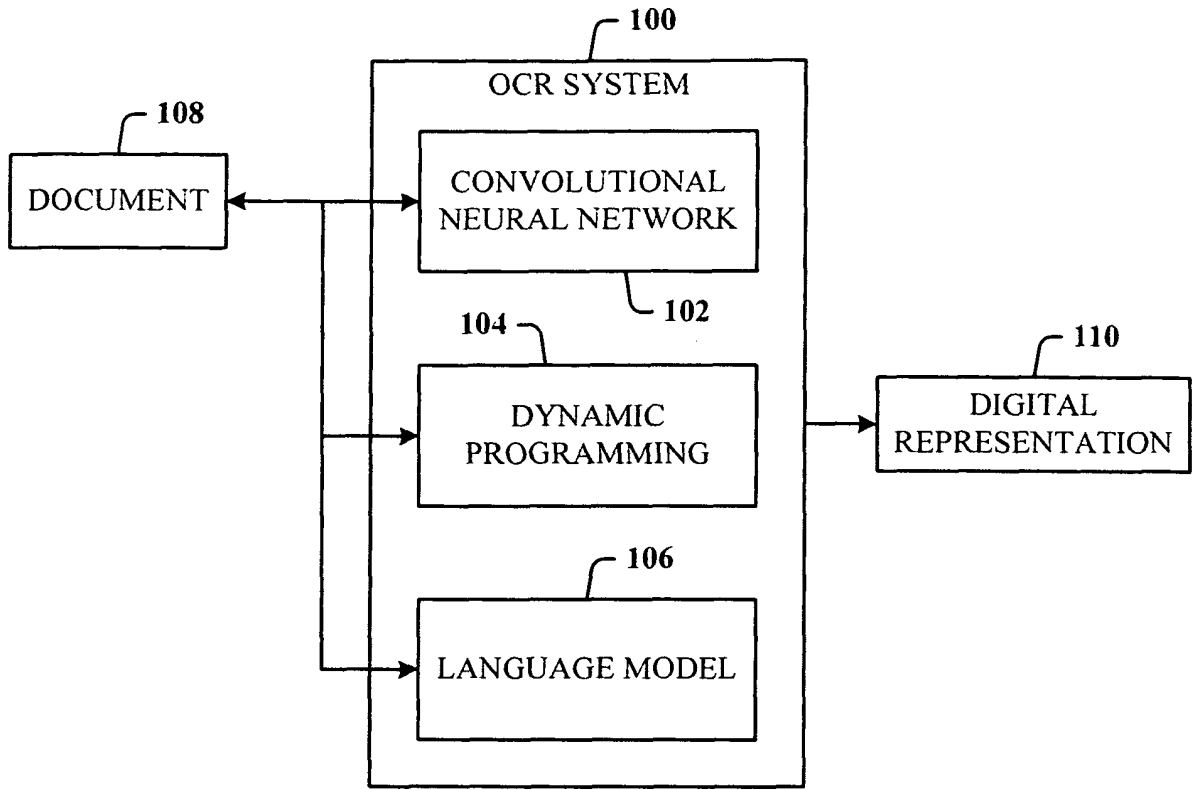 100
OCR SYSTEM
108
DOCUMENT
CONVOLUTIONAL
NEURAL NETWORK
102
104
DYNAMIC
PROGRAMMING
110
DIGITAL
REPRESENTATION
106
LANGUAGE MODEL